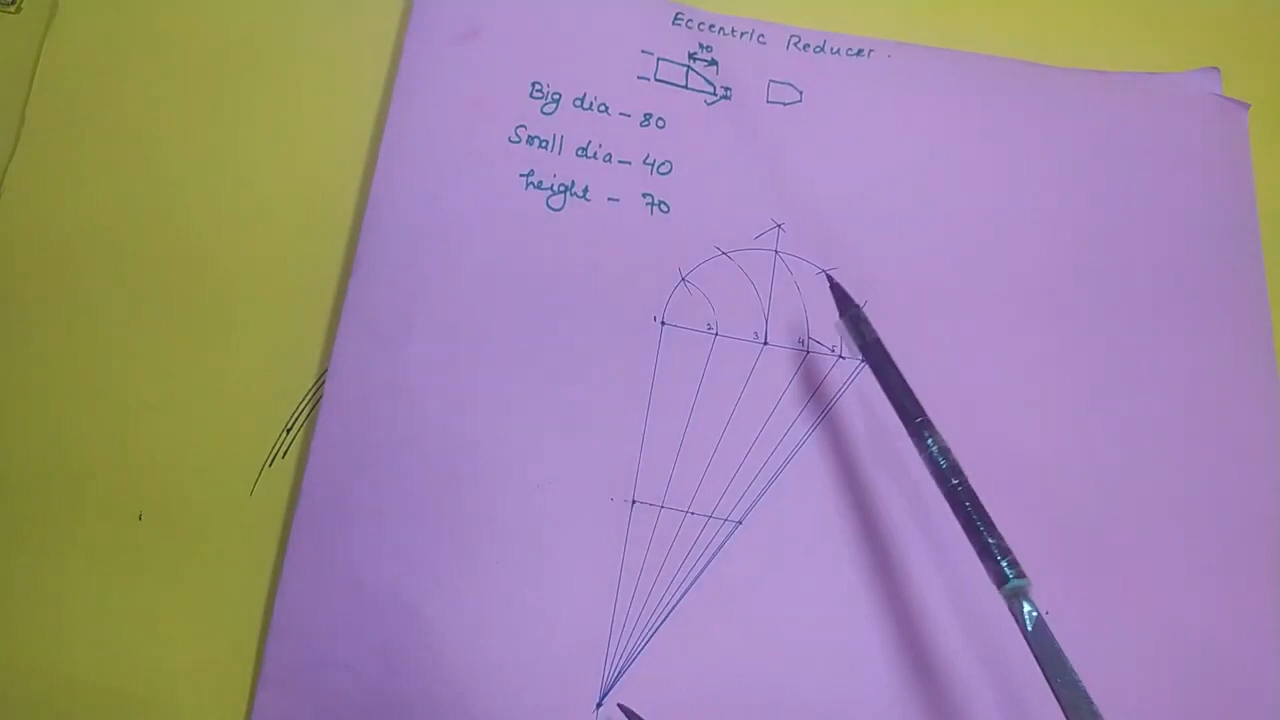 Eccentric Reducer.
40
Big dia - 80
Small dia - 40
height - 70
1 2 3 4 5